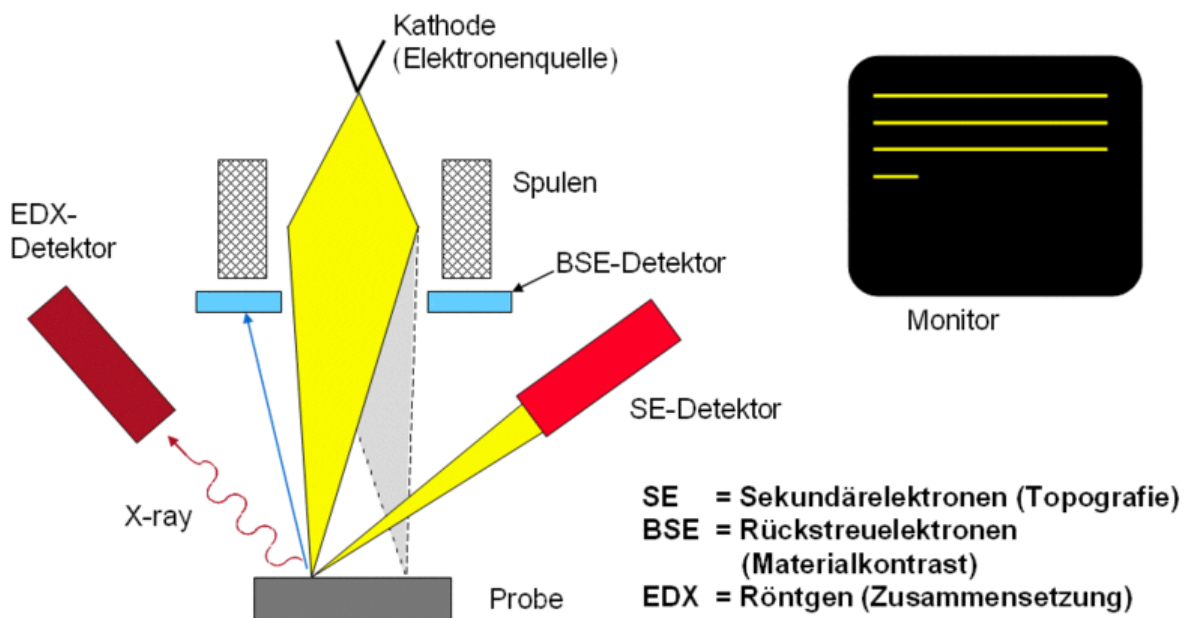 Kathode
(Elektronenquelle)
Spulen
EDX-
Detektor
BSE-Detektor
Monitor
SE-Detektor
X-ray
Probe
SE = Sekundärelektronen (Topografie)
BSE = Rückstreuelektronen
(Materialkontrast)
EDX = Röntgen (Zusammensetzung)